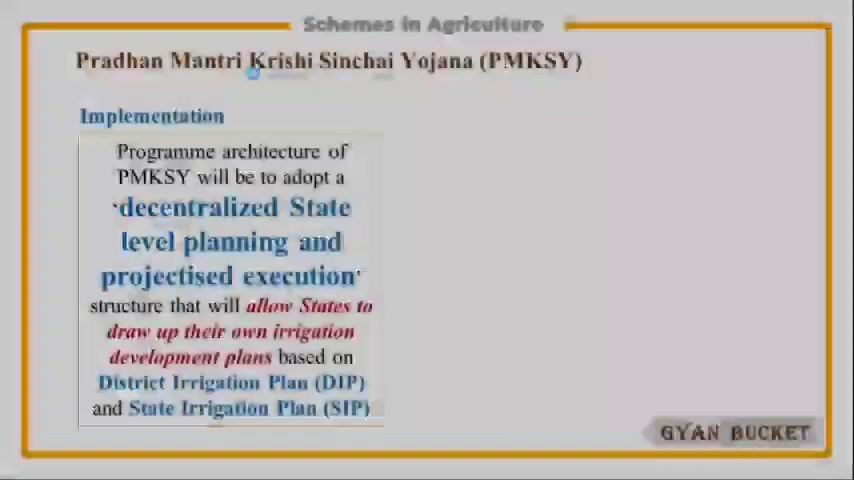 Schemes in Agriculture
Pradhan Mantri Krishi Sinchai Yojana (PMKSY)
Implementation
Programme architecture of
PMKSY will be to adopt a
'decentralized State
level planning and
projectised execution'
structure that will allow States to
draw up their own irrigation
development plans based on
District Irrigation Plan (DIP)
and State Irrigation Plan (SIP)
GYAN BUCKET